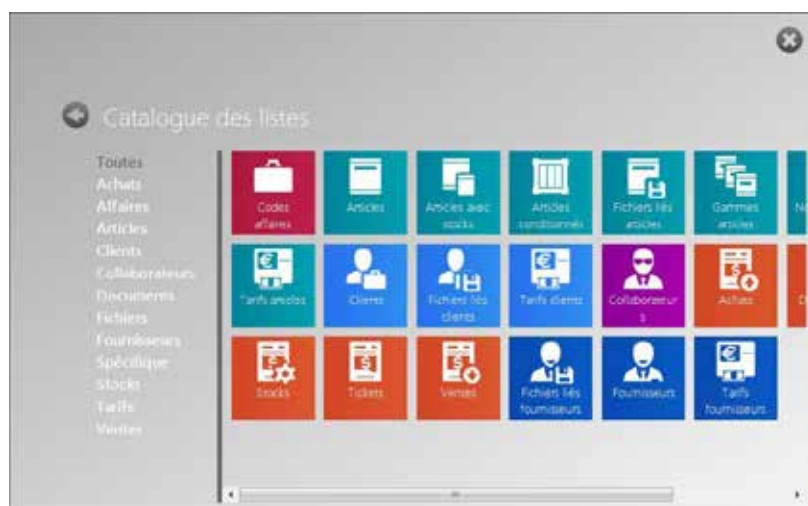 Catalogue des listes
Toutes
Achats
Affaires
Articles
Clients
Collaborateurs
Documents
Fichiers
Fournisseurs
Spécifique
Stocks
Tarifs
Ventes
Codes
affaires
Articles
Articles avec
stocks
Articles
conditionnés
Fichiers liés
articles
Gammes
articles
Tarifs articles
Clients
Fichiers liés
clients
Tarifs clients
Collaborateur
s
Achats
Stocks
Tickets
Ventes
Fichiers liés
fournisseurs
Fournisseurs
Tarifs
fournisseurs